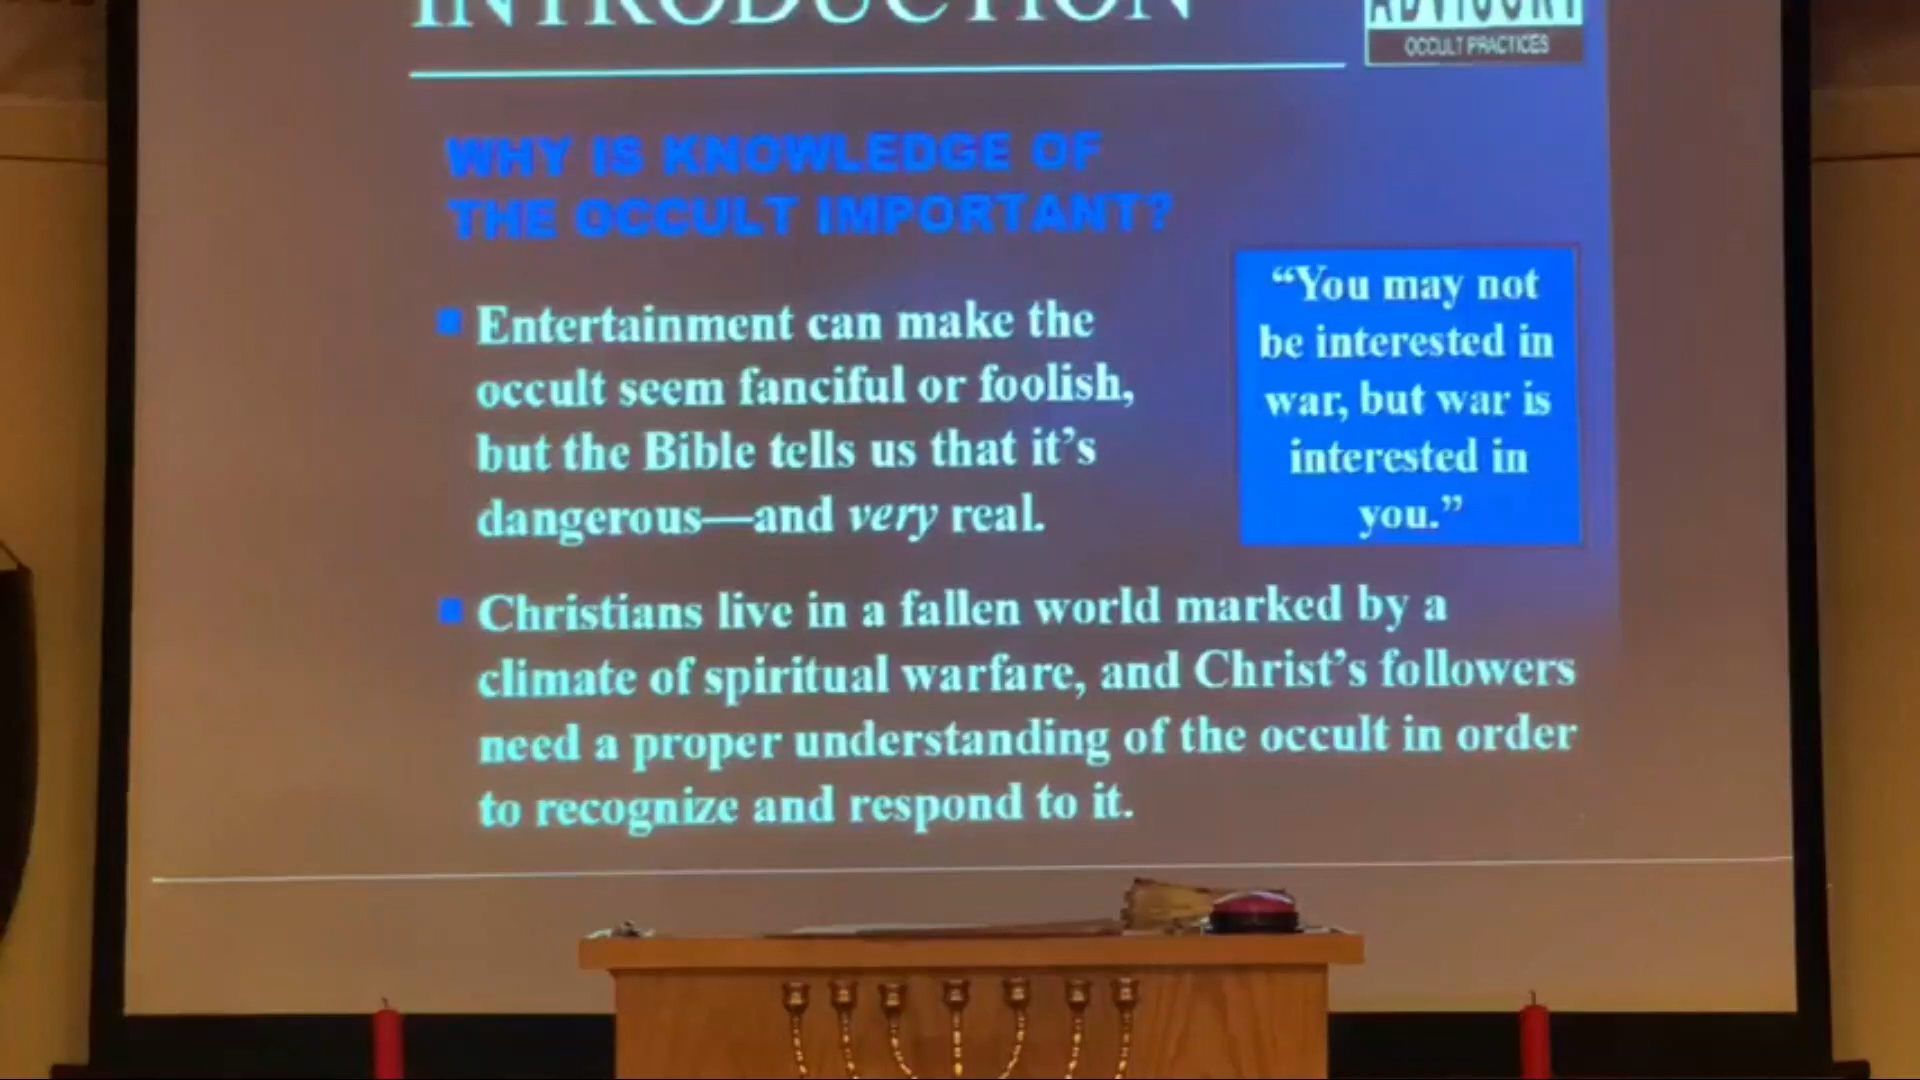 INTRODUCTION
ADVISORY
OCCULT PRACTICES
WHY IS KNOWLEDGE OF
THE OCCULT IMPORTANT?
Entertainment can make the
occult seem fanciful or foolish,
but the Bible tells us that it’s
dangerous—and very real.
“You may not
be interested in
war, but war is
interested in
you.”
Christians live in a fallen world marked by a
climate of spiritual warfare, and Christ’s followers
need a proper understanding of the occult in order
to recognize and respond to it.